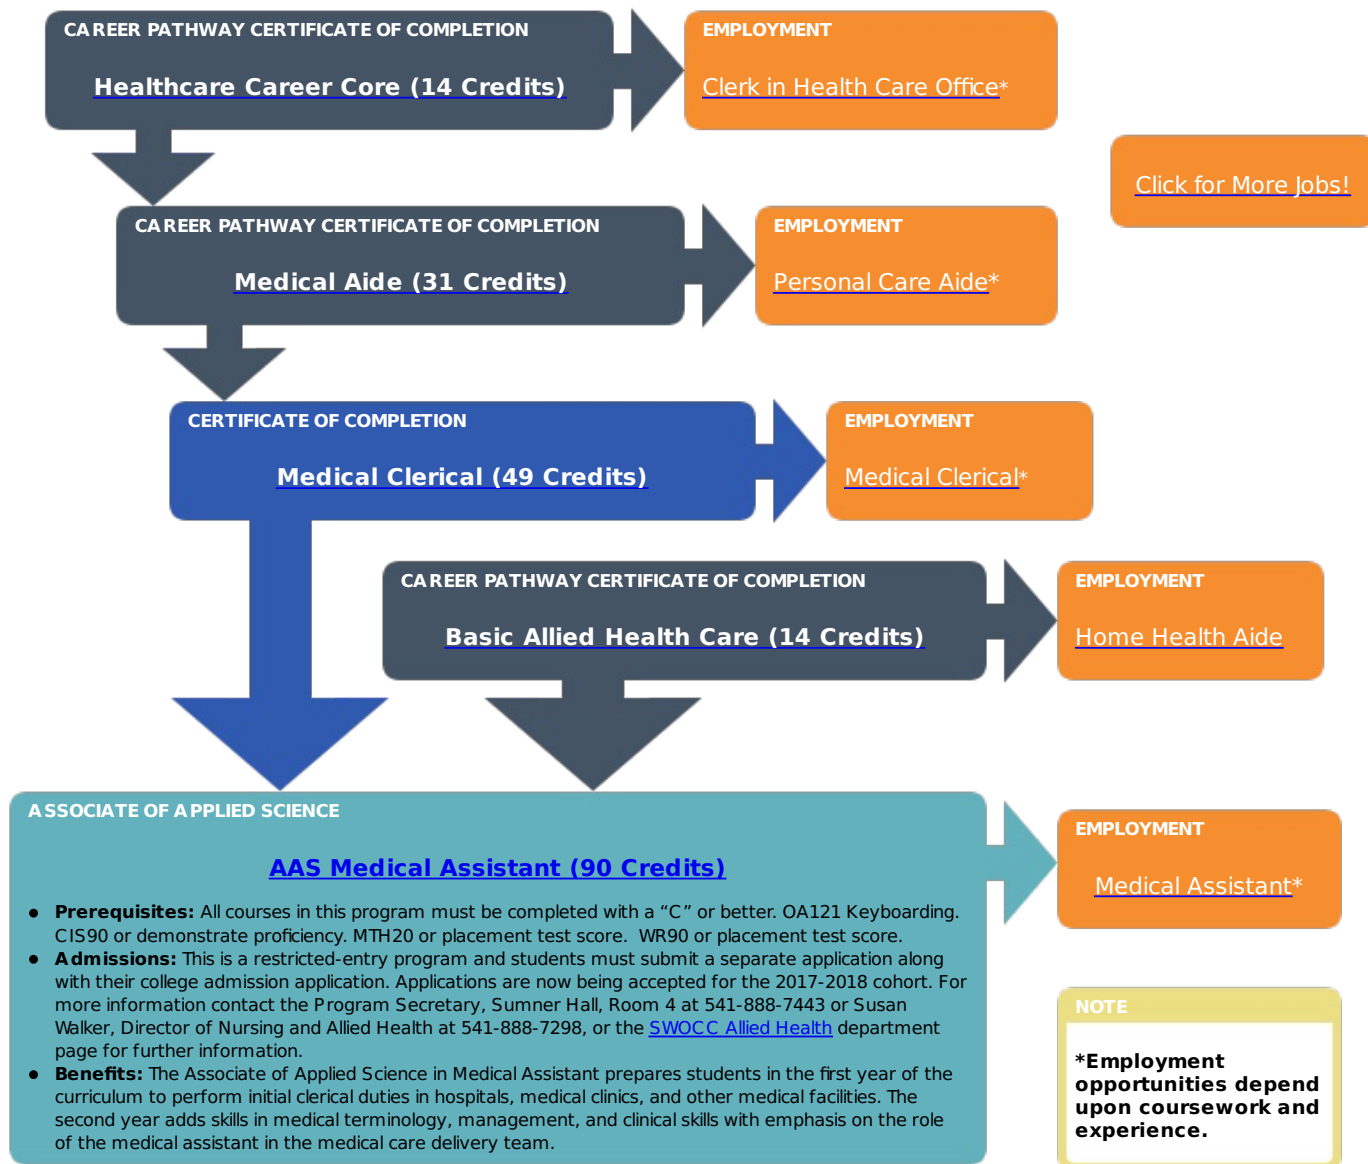 CAREER PATHWAY CERTIFICATE OF COMPLETION
Healthcare Career Core (14 Credits)
EMPLOYMENT
Clerk in Health Care Office*
Click for More Jobs!
CAREER PATHWAY CERTIFICATE OF COMPLETION
Medical Aide (31 Credits)
EMPLOYMENT
Personal Care Aide*
CERTIFICATE OF COMPLETION
Medical Clerical (49 Credits)
EMPLOYMENT
Medical Clerical*
CAREER PATHWAY CERTIFICATE OF COMPLETION
Basic Allied Health Care (14 Credits)
EMPLOYMENT
Home Health Aide
ASSOCIATE OF APPLIED SCIENCE
AAS Medical Assistant (90 Credits)
● Prerequisites: All courses in this program must be completed with a “C” or better. OA121 Keyboarding.
CIS90 or demonstrate proficiency. MTH20 or placement test score.  WR90 or placement test score.
● Admissions: This is a restricted-entry program and students must submit a separate application along
with their college admission application. Applications are now being accepted for the 2017-2018 cohort. For
more information contact the Program Secretary, Sumner Hall, Room 4 at 541-888-7443 or Susan
Walker, Director of Nursing and Allied Health at 541-888-7298, or the SWOCC Allied Health department
page for further information.
● Benefits: The Associate of Applied Science in Medical Assistant prepares students in the first year of the
curriculum to perform initial clerical duties in hospitals, medical clinics, and other medical facilities. The
second year adds skills in medical terminology, management, and clinical skills with emphasis on the role
of the medical assistant in the medical care delivery team.
EMPLOYMENT
Medical Assistant*
NOTE
*Employment
opportunities depend
upon coursework and
experience.